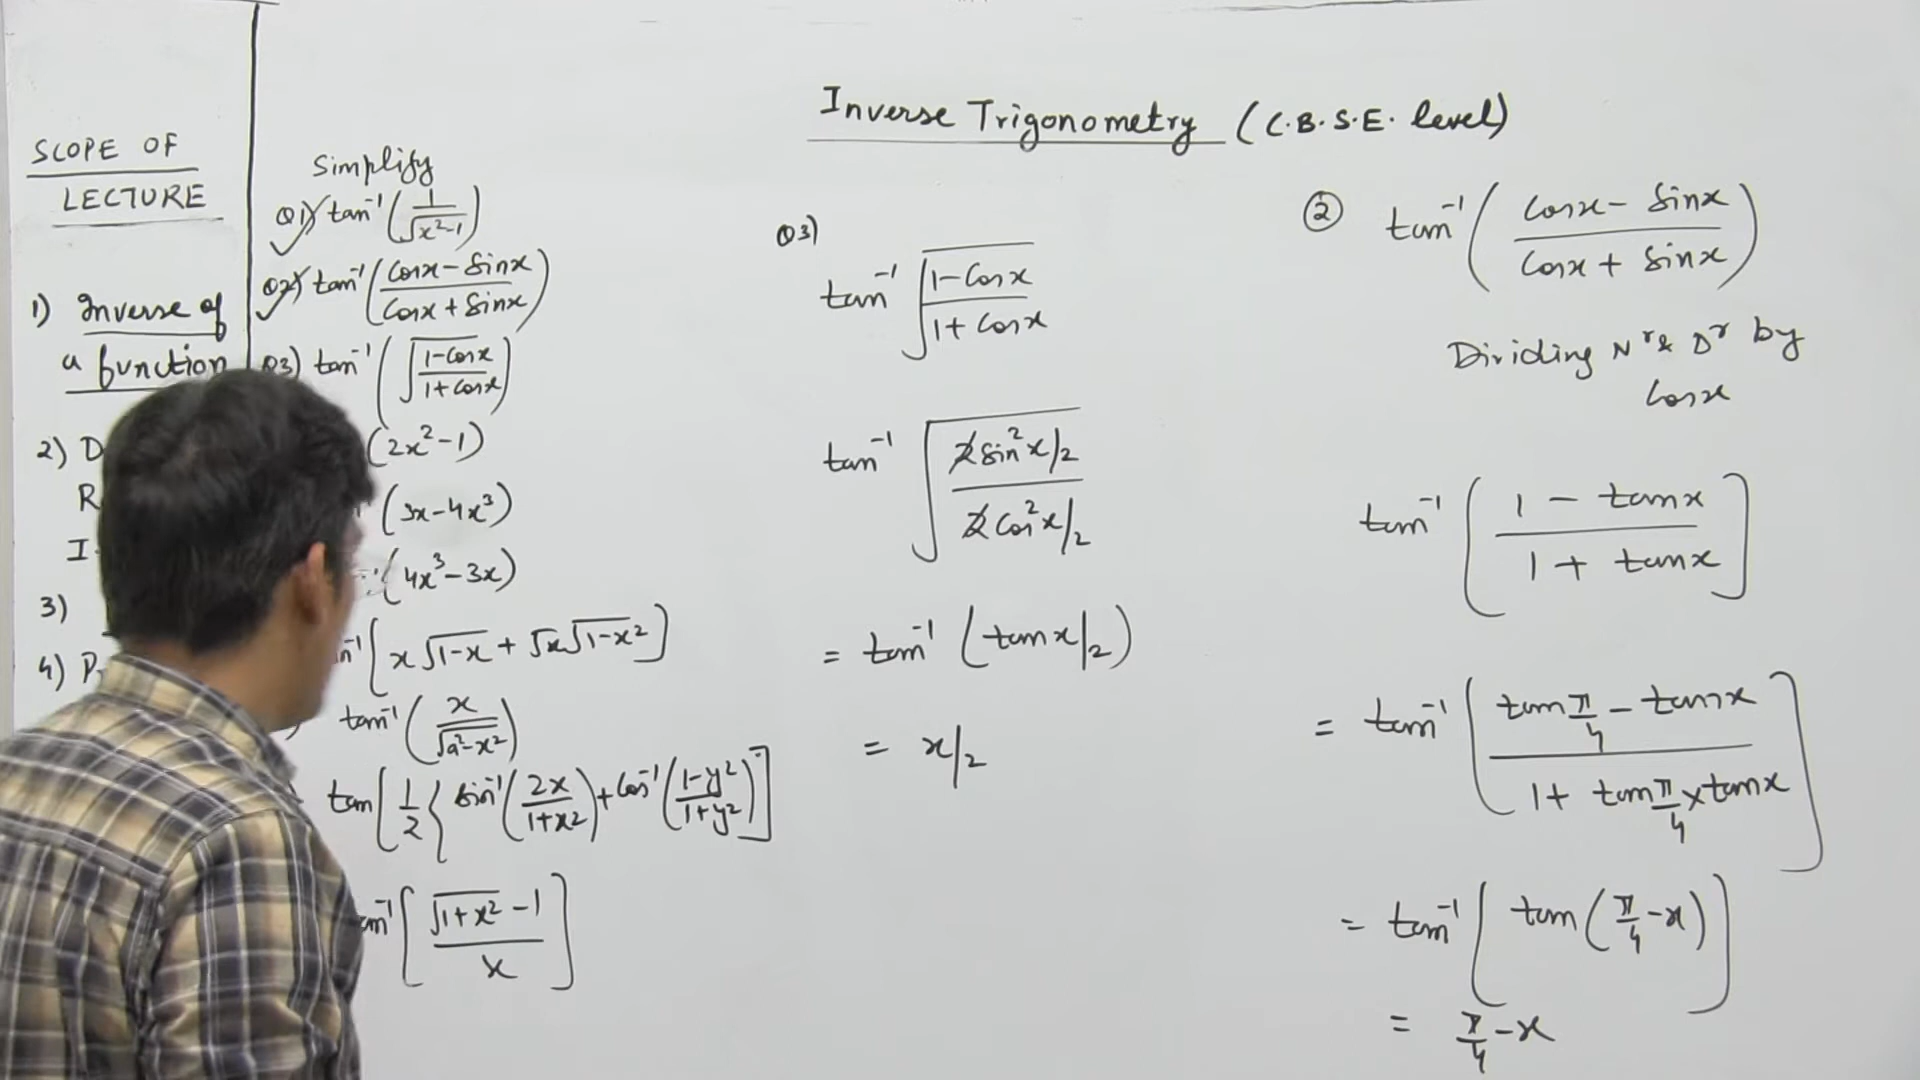 Inverse Trigonometry (C.B.S.E. level)
SCOPE OF
LECTURE
1) Inverse of
a function
2) D
R
I
3)
4) P
Simplify
Q1) tan⁻¹(1/√(x²-1))
Q2) tan⁻¹((cosx - sinx)/(cosx + sinx))
Q3) tan⁻¹(√((1-cosx)/(1+cosx)))
(2x²-1)
(3x-4x³)
(4x³-3x)
n⁻¹[x√(1-x) + √x√(1-x²)]
tan⁻¹(x/√(a²-x²))
tan[1/2{sin⁻¹(2x/(1+x²)) + cos⁻¹((1-y²)/(1+y²))]
an⁻¹[(√(1+x²) - 1)/x]
Q3)
tan⁻¹ √((1-cosx)/(1+cosx))
tan⁻¹ √((2sin²x/2)/(2cos²x/2))
= tan⁻¹(tan x/2)
= x/2
② tan⁻¹((cosx - sinx)/(cosx + sinx))
Dividing Nʳ & Dʳ by
cosx
tan⁻¹[(1 - tanx)/(1 + tanx)]
= tan⁻¹[(tan π/4 - tanx)/(1 + tan π/4 × tanx)]
= tan⁻¹[tan(π/4 - x)]
= π/4 - x